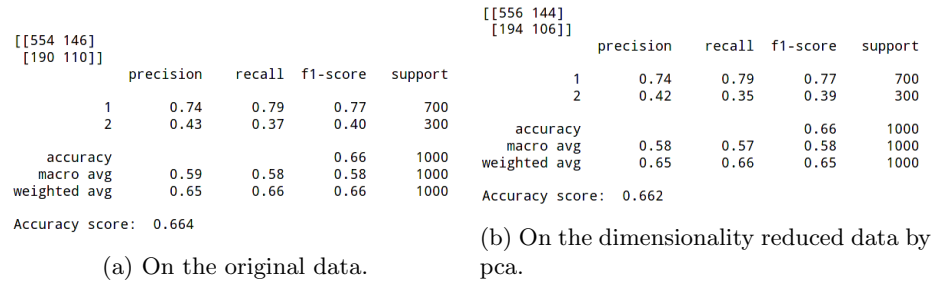 [[554 146]
[190 110]]
precision recall f1-score support
1 0.74 0.79 0.77 700
2 0.43 0.37 0.40 300
accuracy 0.66 1000
macro avg 0.59 0.58 0.58 1000
weighted avg 0.65 0.66 0.66 1000
Accuracy score: 0.664
(a) On the original data.
[[556 144]
[194 106]]
precision recall f1-score support
1 0.74 0.79 0.77 700
2 0.42 0.35 0.39 300
accuracy 0.66 1000
macro avg 0.58 0.57 0.58 1000
weighted avg 0.65 0.66 0.65 1000
Accuracy score: 0.662
(b) On the dimensionality reduced data by
pca.